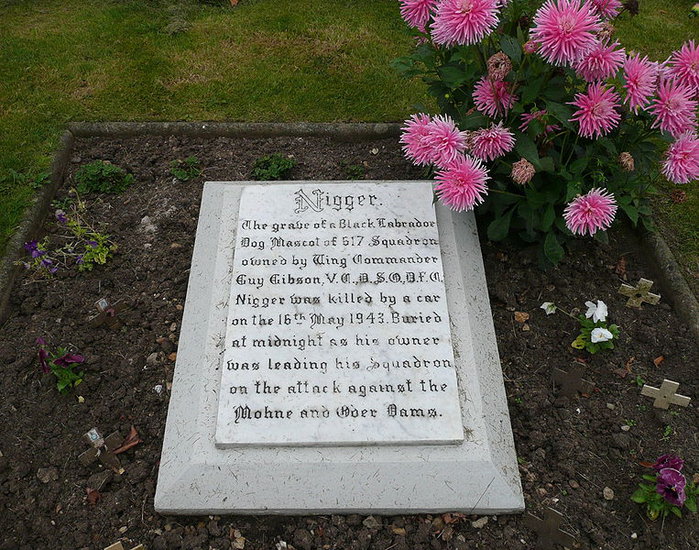 Nigger.
The grave of a Black Labrador
Dog Mascot of 617 Squadron
owned by Wing Commander
Guy Gibson, V.C., D.S.O., D.F.C.
Nigger was killed by a car
on the 16th May 1943. Buried
at midnight as his owner
was leading his Squadron
on the attack against the
Mohne and Oder Dams.